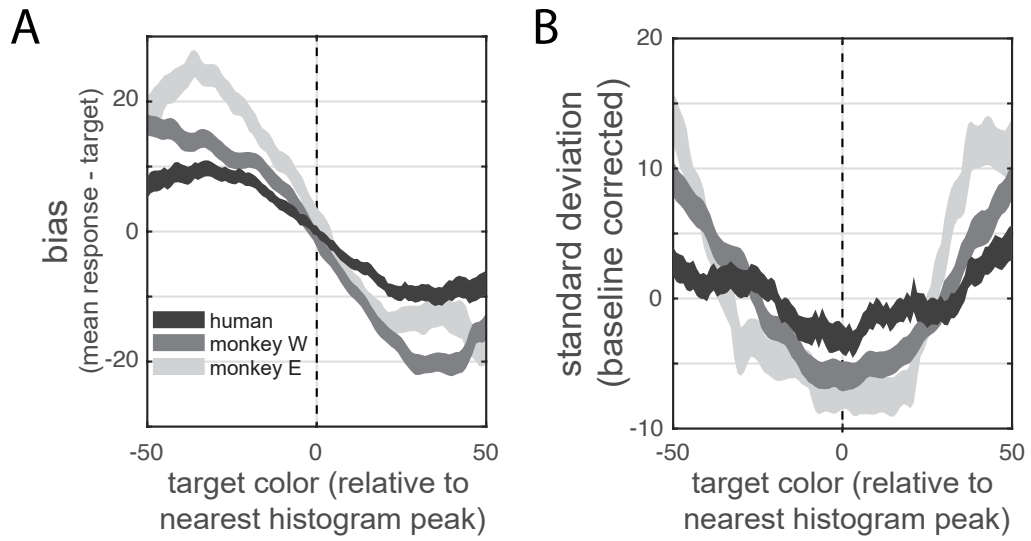 A
bias
(mean response - target)
20
0
-20
human
monkey W
monkey E
-50
0
50
target color (relative to
nearest histogram peak)
B
standard deviation
(baseline corrected)
20
10
0
-10
-50
0
50
target color (relative to
nearest histogram peak)